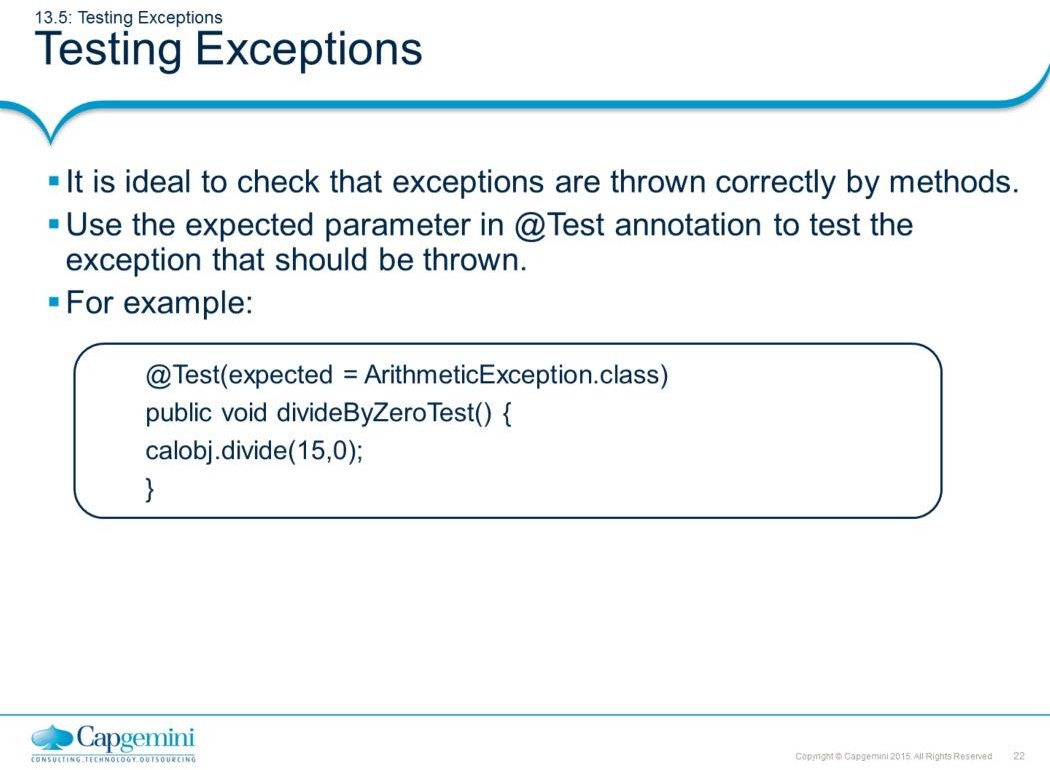 13.5: Testing Exceptions
Testing Exceptions
▪ It is ideal to check that exceptions are thrown correctly by methods.
▪ Use the expected parameter in @Test annotation to test the
exception that should be thrown.
▪ For example:
@Test(expected = ArithmeticException.class)
public void divideByZeroTest() {
calobj.divide(15,0);
}
Capgemini
CONSULTING.TECHNOLOGY.OUTSOURCING
Copyright © Capgemini 2015. All Rights Reserved 22